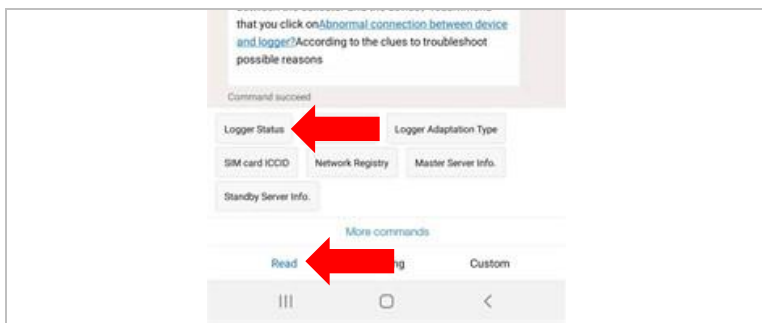 that you click onAbnormal connection between device
and logger?According to the clues to troubleshoot
possible reasons
Command succeed
Logger Status
Logger Adaptation Type
SIM card ICCID
Network Registry
Master Server Info.
Standby Server Info.
More commands
Read
ng
Custom